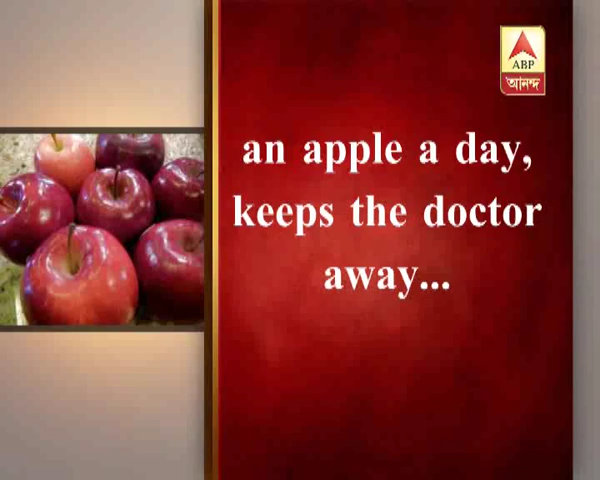 ABP
আনন্দ
an apple a day,
keeps the doctor
away...